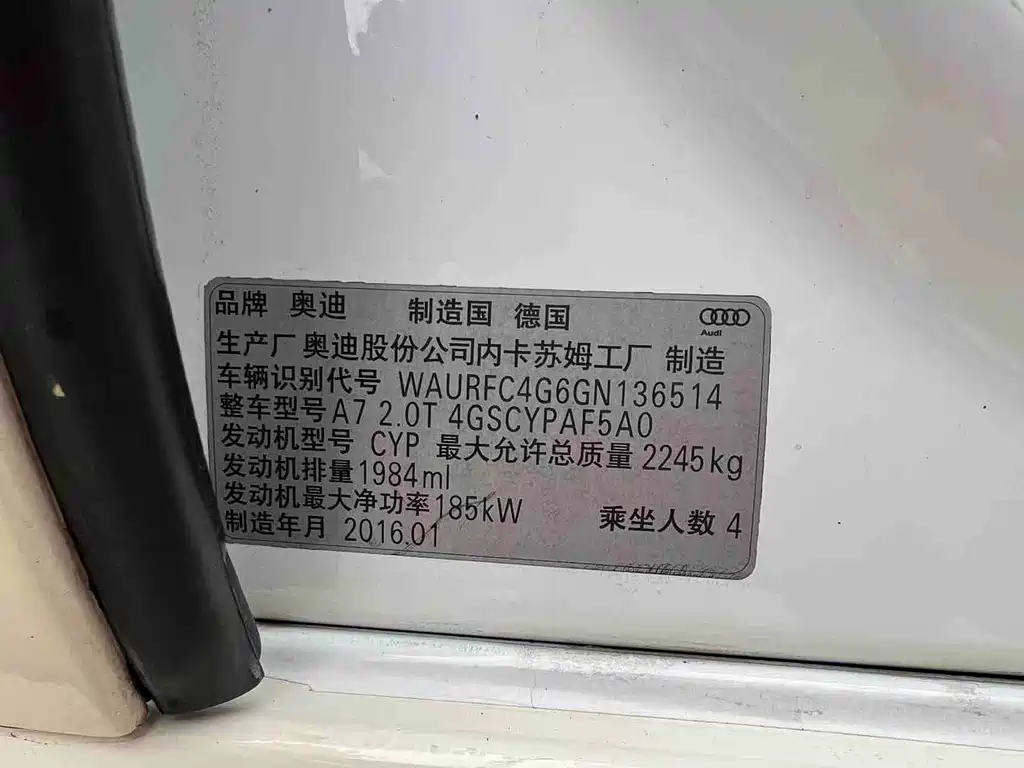 品牌 奥迪 制造国 德国
Audi
生产厂 奥迪股份公司内卡苏姆工厂 制造
车辆识别代号 WAURFC4G6GN136514
整车型号 A7 2.0T 4GSCYPAF5A0
发动机型号 CYP 最大允许总质量 2245kg
发动机排量 1984ml
发动机最大净功率 185kW 乘坐人数 4
制造年月 2016.01